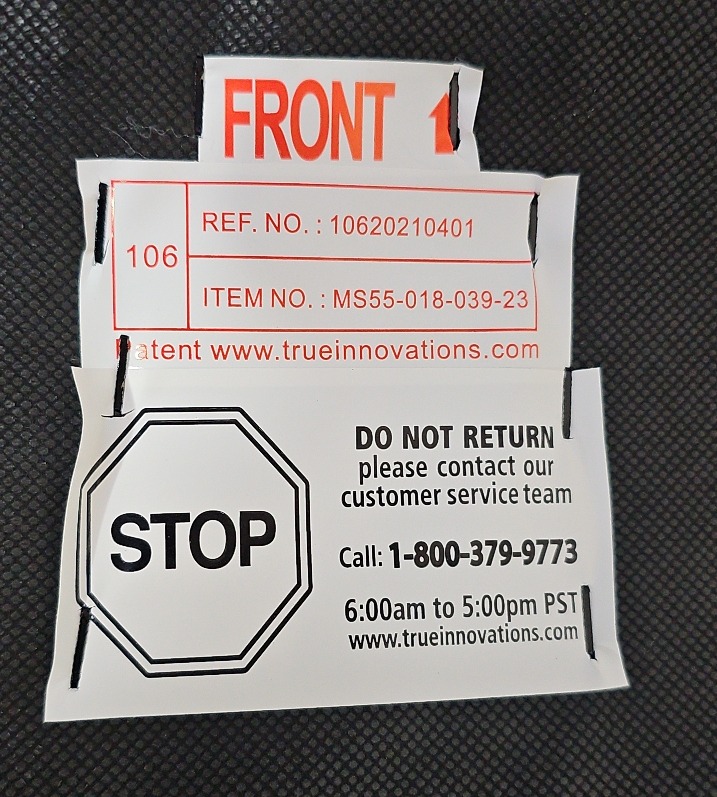 FRONT
106
REF. NO. : 10620210401
ITEM NO. : MS55-018-039-23
Patent www.trueinnovations.com
STOP
DO NOT RETURN
please contact our
customer service team
Call: 1-800-379-9773
6:00am to 5:00pm PST
www.trueinnovations.com